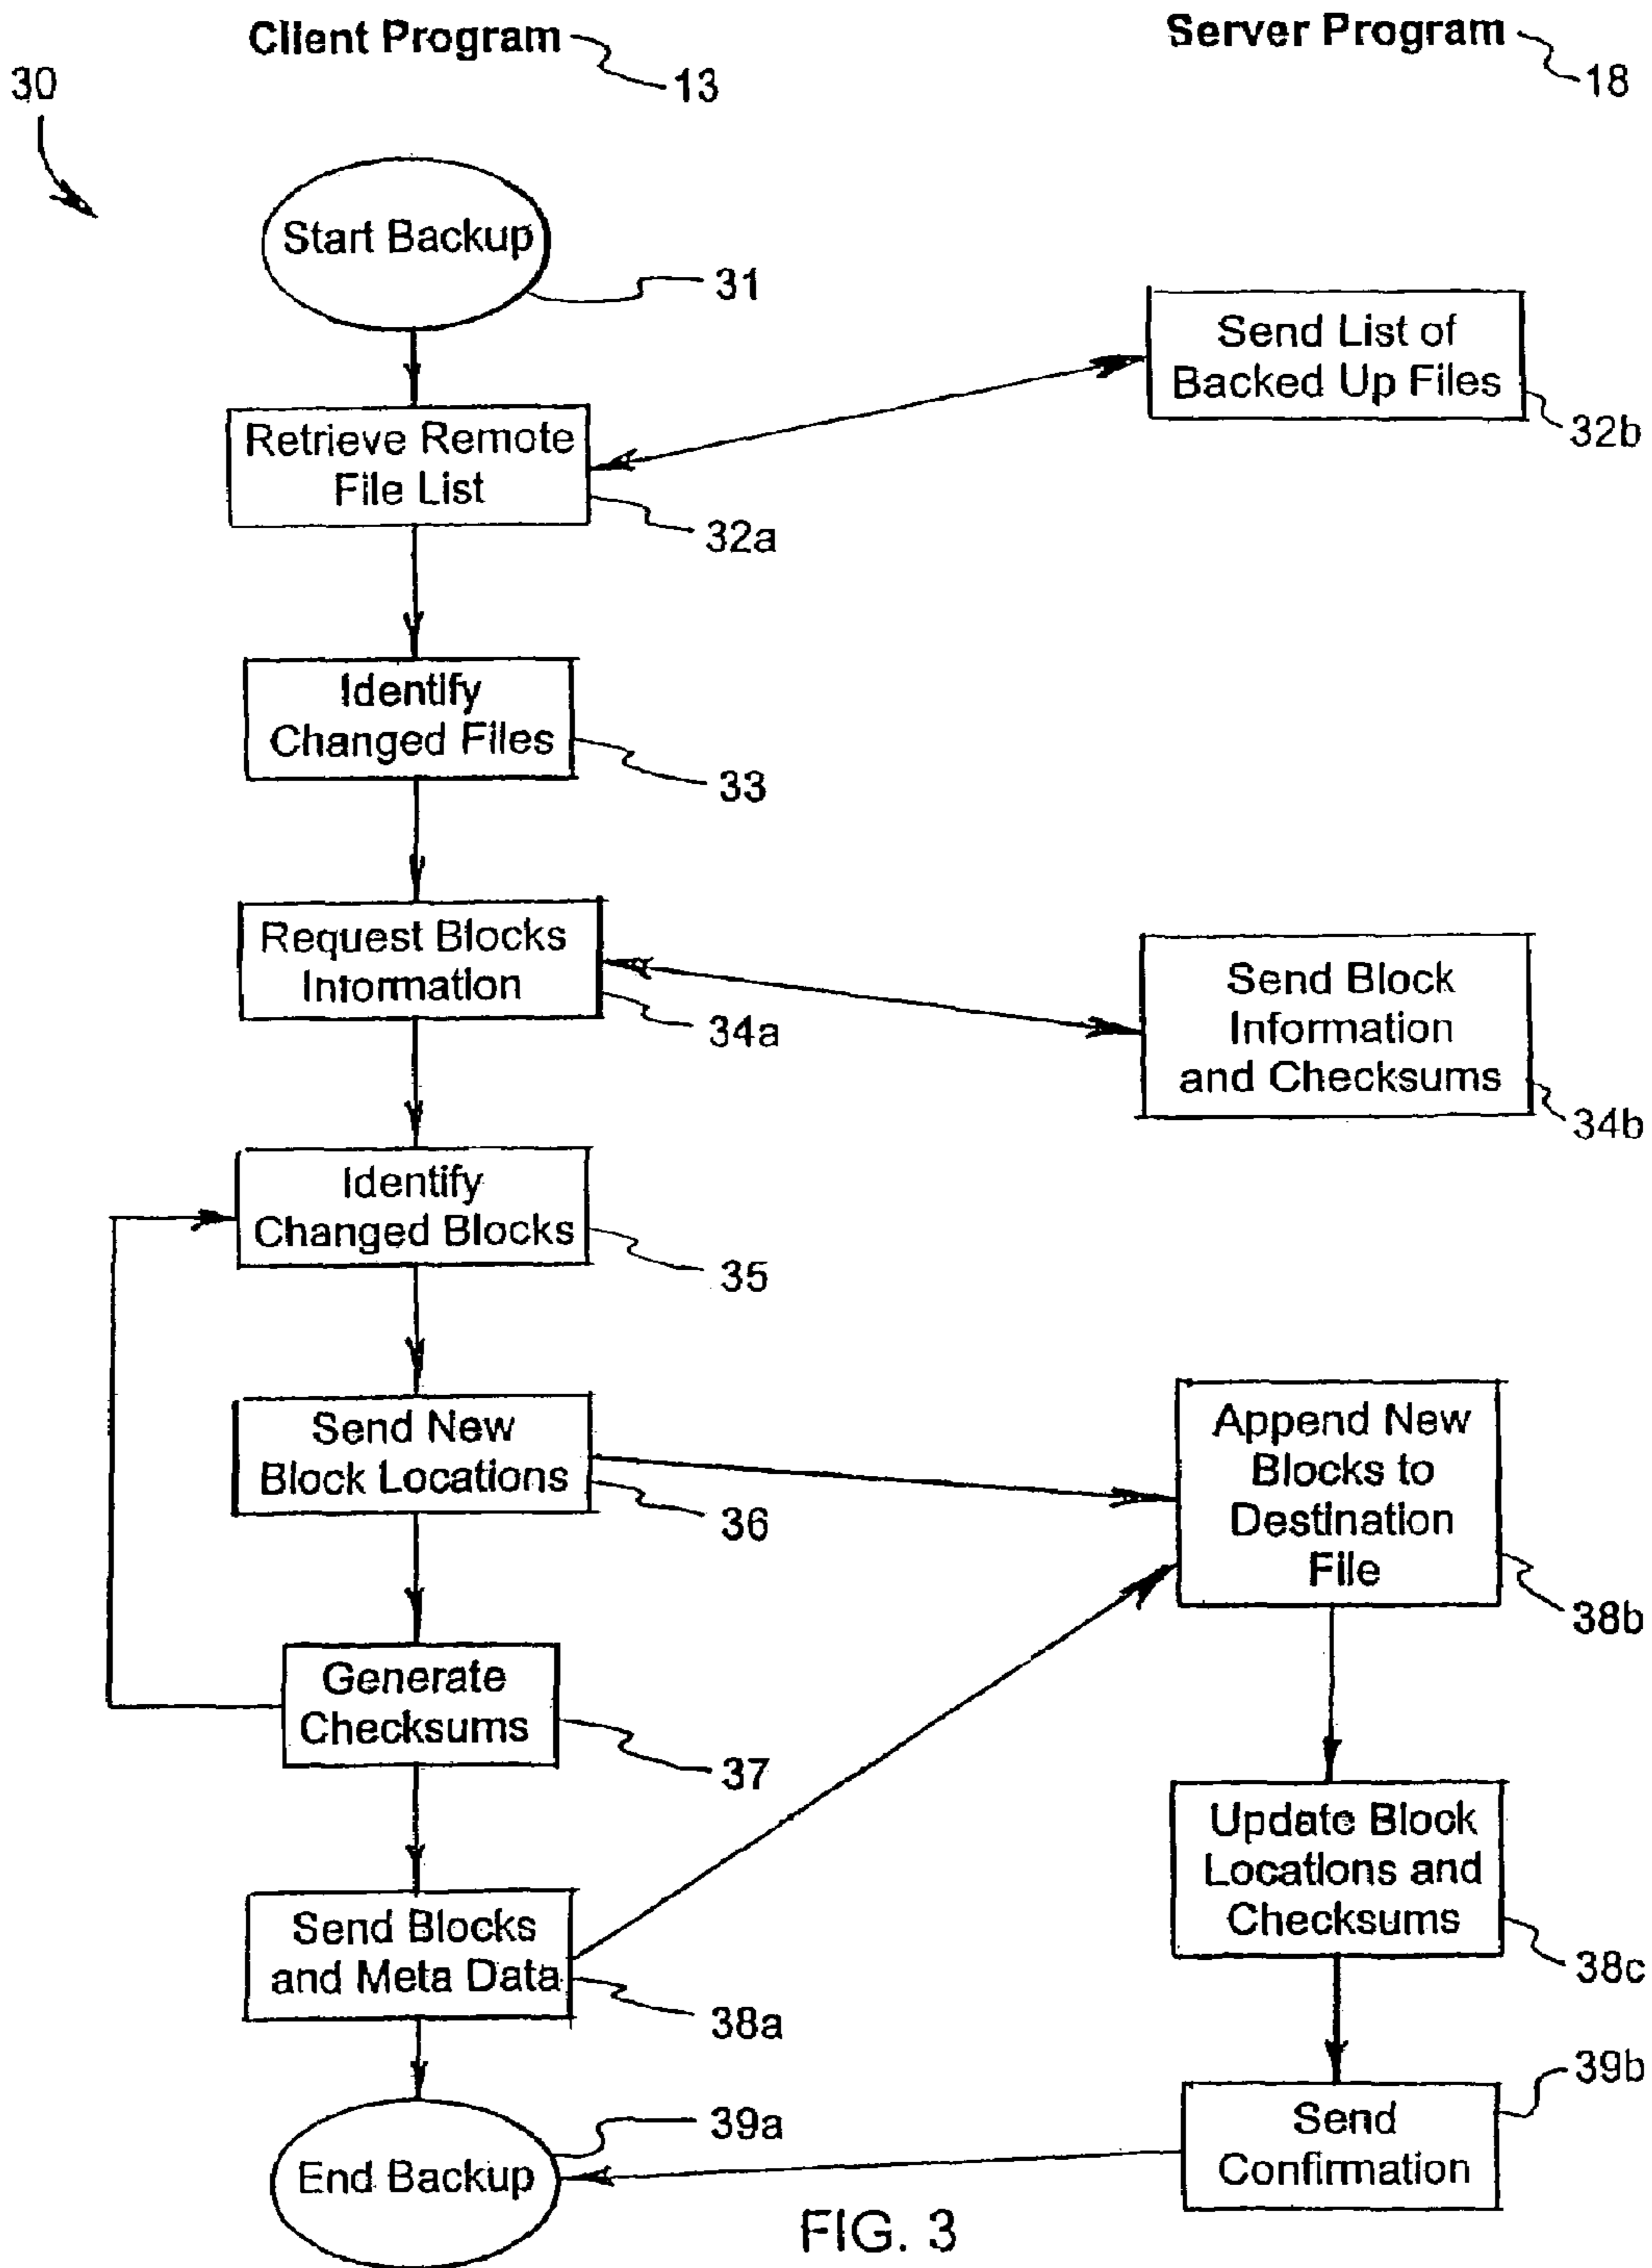 Client Program
13
Server Program
18
30
Start Backup
31
Send List of
Backed Up Files
32b
Retrieve Remote
File List
32a
Identify
Changed Files
33
Request Blocks
Information
34a
Send Block
Information
and Checksums
34b
Identify
Changed Blocks
35
Send New
Block Locations
36
Append New
Blocks to
Destination
File
38b
Generate
Checksums
37
Update Block
Locations and
Checksums
38c
Send Blocks
and Meta Data
38a
39b
Send
Confirmation
39a
End Backup
FIG. 3